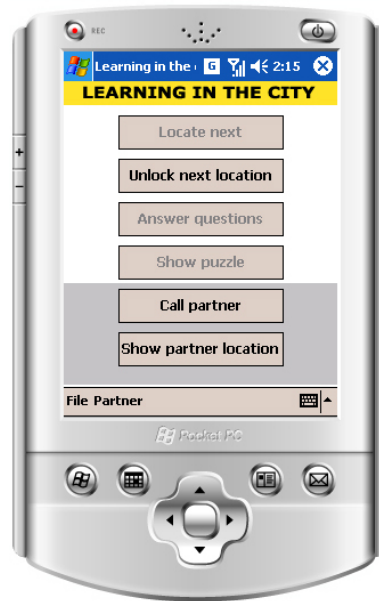 REC
Learning in the G 2:15
LEARNING IN THE CITY
Locate next
Unlock next location
Answer questions
Show puzzle
Call partner
Show partner location
File Partner
Pocket PC